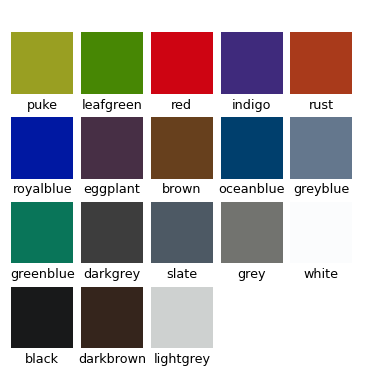 puke leafgreen red indigo rust
royalblue eggplant brown oceanblue greyblue
greenblue darkgrey slate grey white
black darkbrown lightgrey